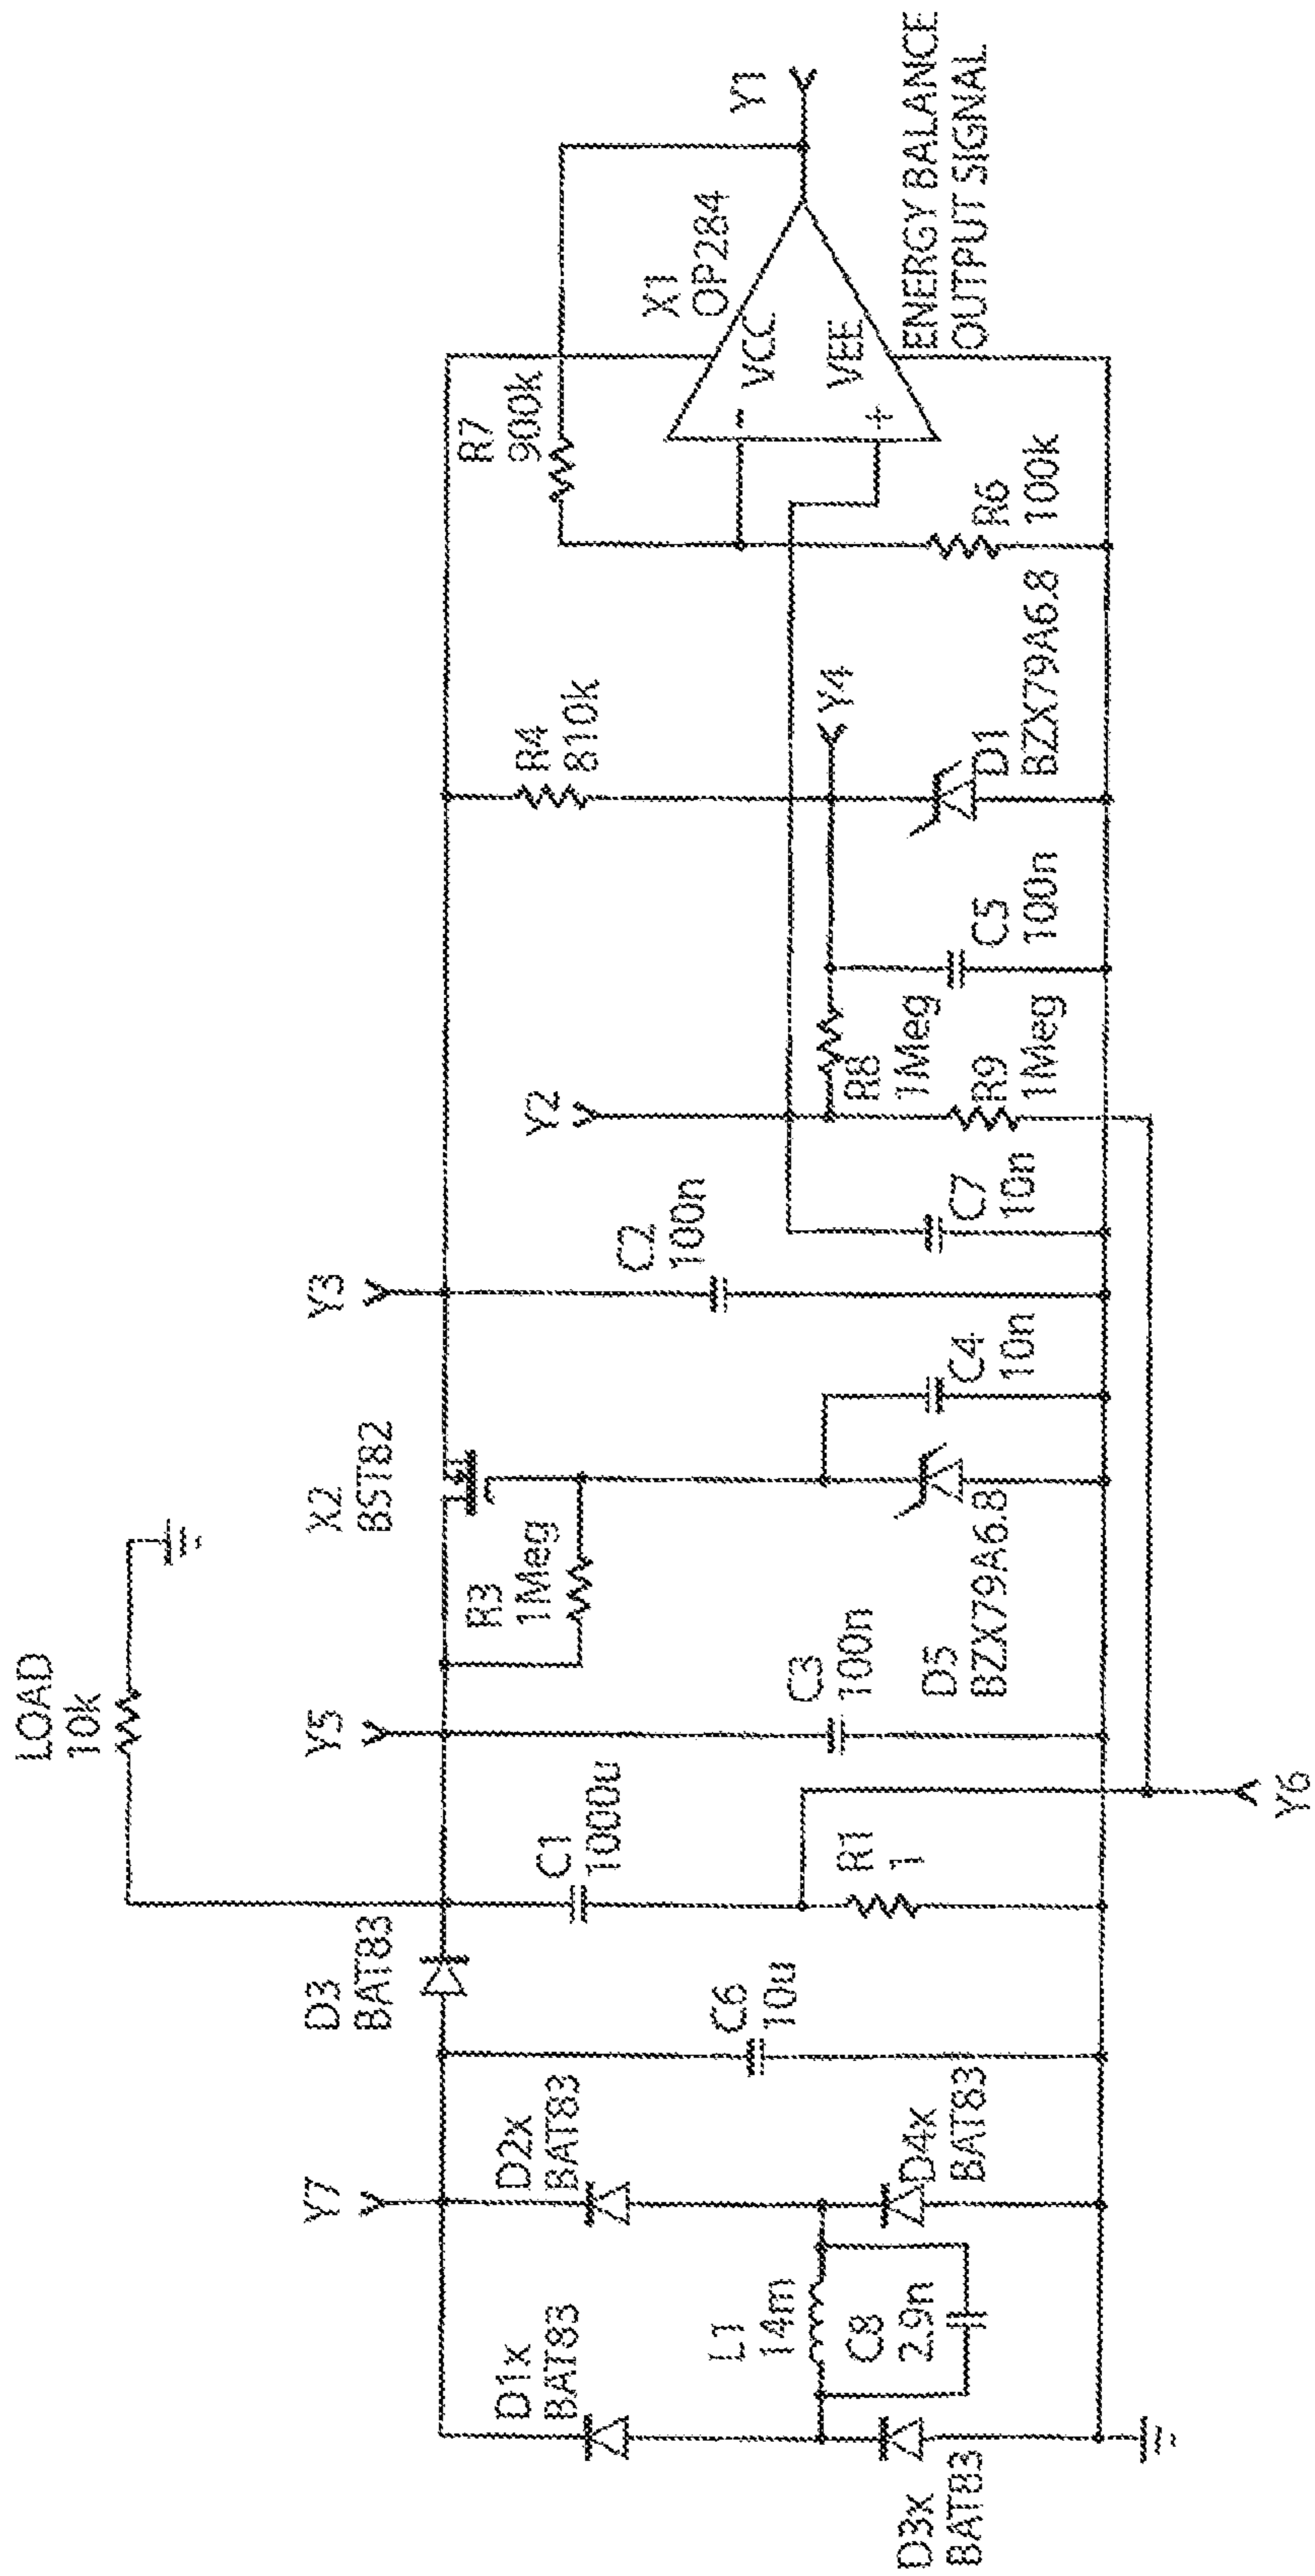 LOAD
10k
D3
BAT83
Y7
D1x
BAT83
D2x
BAT83
L1
14m
C8
2.9n
D3x
BAT83
D4x
BAT83
C6
10u
C1
1000u
R1
1
Y6
Y5
C3
100n
R3
1Meg
X2
BST82
D5
BZX79A6.8
C4
10n
Y3
C2
100n
C7
10n
Y2
R8
1Meg
R9
1Meg
C5
100n
R4
810k
Y4
D1
BZX79A6.8
R7
900k
R6
100k
X1
OP284
VCC
VEE
-
+
Y1
ENERGY BALANCE
OUTPUT SIGNAL